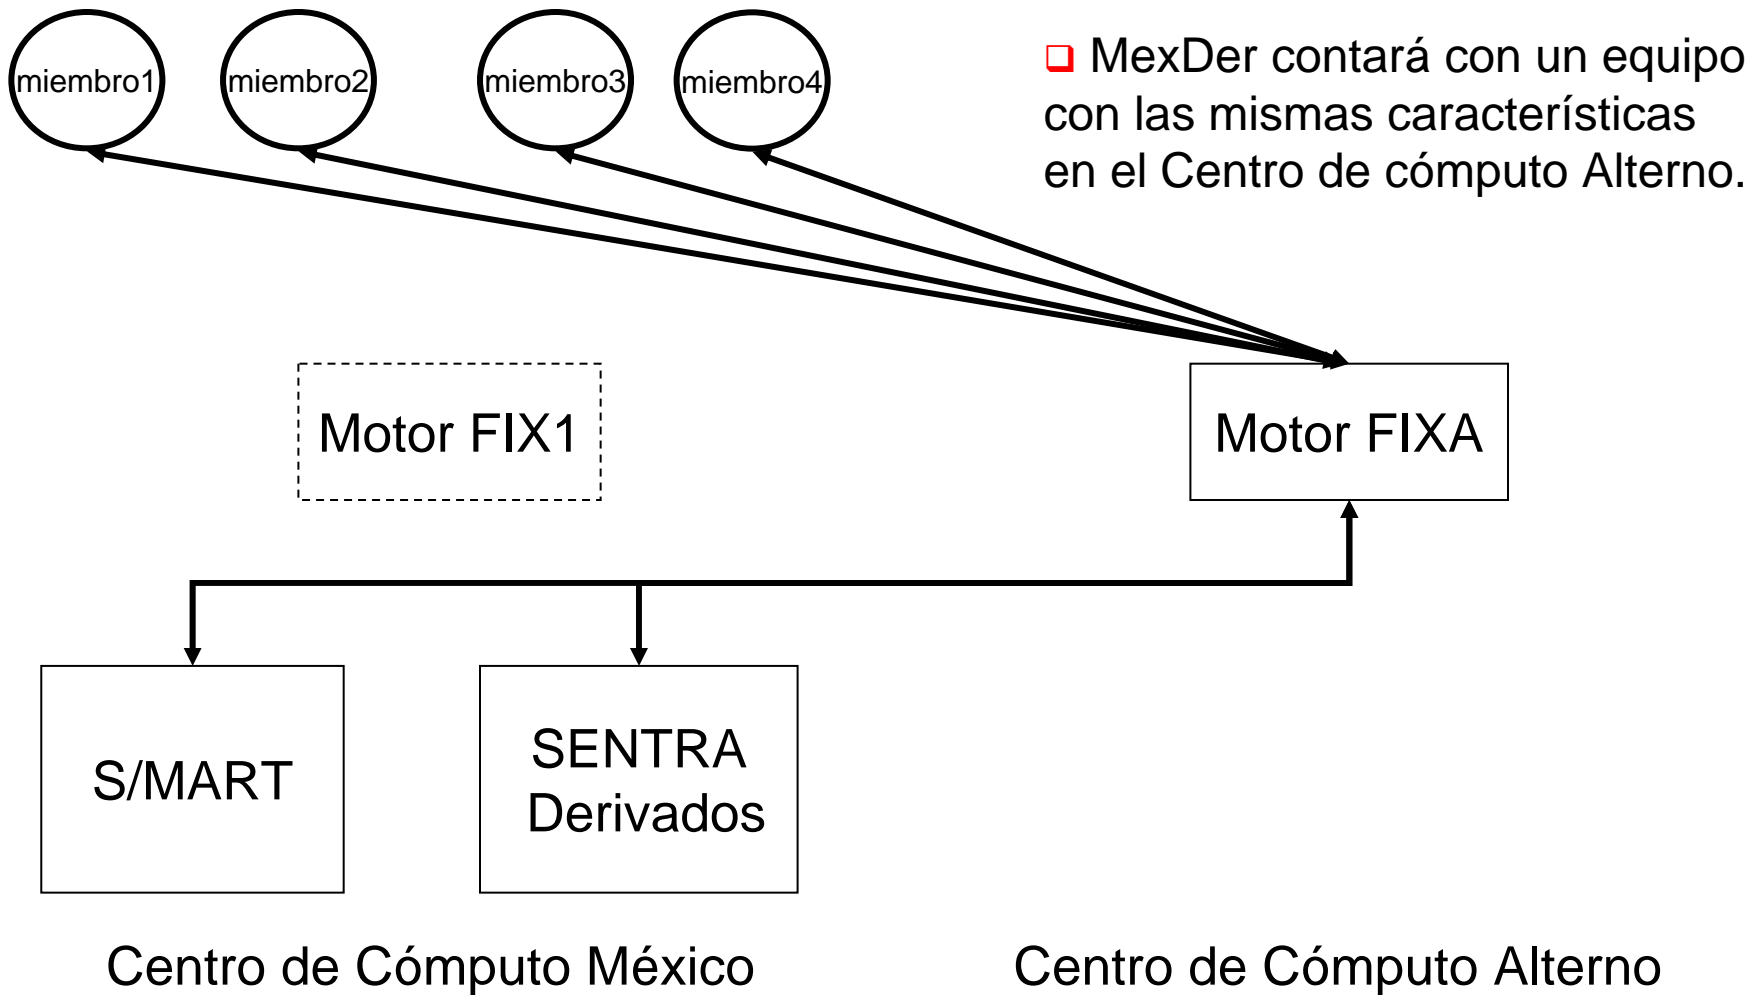 miembro1
miembro2
miembro3
miembro4
MexDer contará con un equipo
con las mismas características
en el Centro de cómputo Alterno.
Motor FIX1
Motor FIXA
S/MART
SENTRA
Derivados
Centro de Cómputo México
Centro de Cómputo Alterno